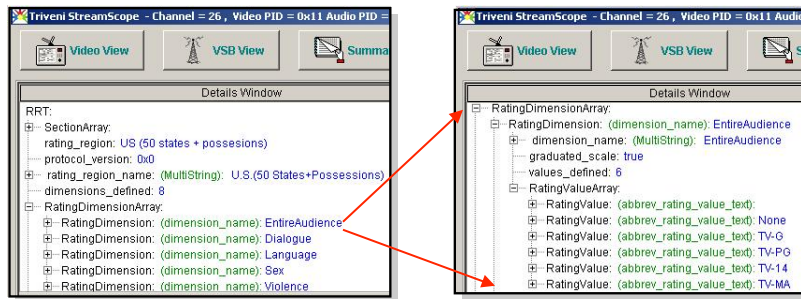 Triveni StreamScope - Channel = 26 , Video PID = 0x11 Audio PID =
Video View
VSB View
Summa
Details Window
RRT:
SectionArray:
rating_region: US (50 states + possesions)
protocol_version: 0x0
rating_region_name: (MultiString): U.S.(50 States+Possessions)
dimensions_defined: 8
RatingDimensionArray:
RatingDimension: (dimension_name): EntireAudience
RatingDimension: (dimension_name): Dialogue
RatingDimension: (dimension_name): Language
RatingDimension: (dimension_name): Sex
RatingDimension: (dimension_name): Violence
Triveni StreamScope - Channel = 26 , Video PID = 0x11 Audio
Video View
VSB View
S
Details Window
RatingDimensionArray:
RatingDimension: (dimension_name): EntireAudience
dimension_name: (MultiString): EntireAudience
graduated_scale: true
values_defined: 6
RatingValueArray:
RatingValue: (abbrev_rating_value_text):
RatingValue: (abbrev_rating_value_text): None
RatingValue: (abbrev_rating_value_text): TV-G
RatingValue: (abbrev_rating_value_text): TV-PG
RatingValue: (abbrev_rating_value_text): TV-14
RatingValue: (abbrev_rating_value_text): TV-MA